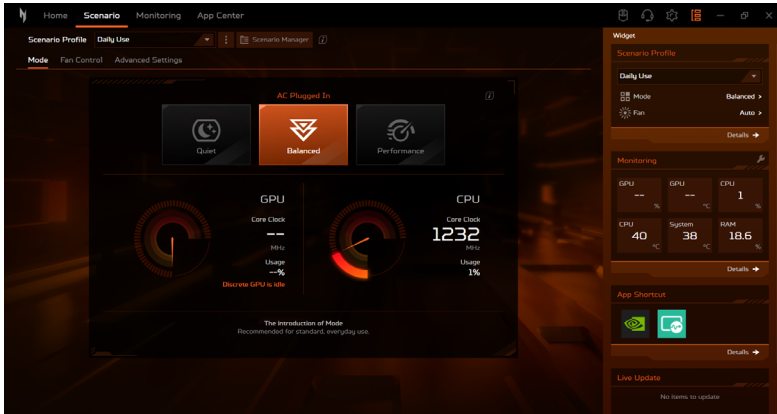 Home Scenario Monitoring App Center
Scenario Profile Daily Use Scenario Manager
Mode Fan Control Advanced Settings
AC Plugged In
Quiet Balanced Performance
GPU
Core Clock
--
MHz
Usage
--%
Discrete GPU is idle
CPU
Core Clock
1232
MHz
Usage
1%
The introduction of Mode
Recommended for standard, everyday use.
Widget
Scenario Profile
Daily Use
Mode Balanced >
Fan Auto >
Details →
Monitoring
GPU GPU CPU
-- -- 1
% °C %
CPU System RAM
40 38 18.6
°C °C %
Details →
App Shortcut
Details →
Live Update
No items to update